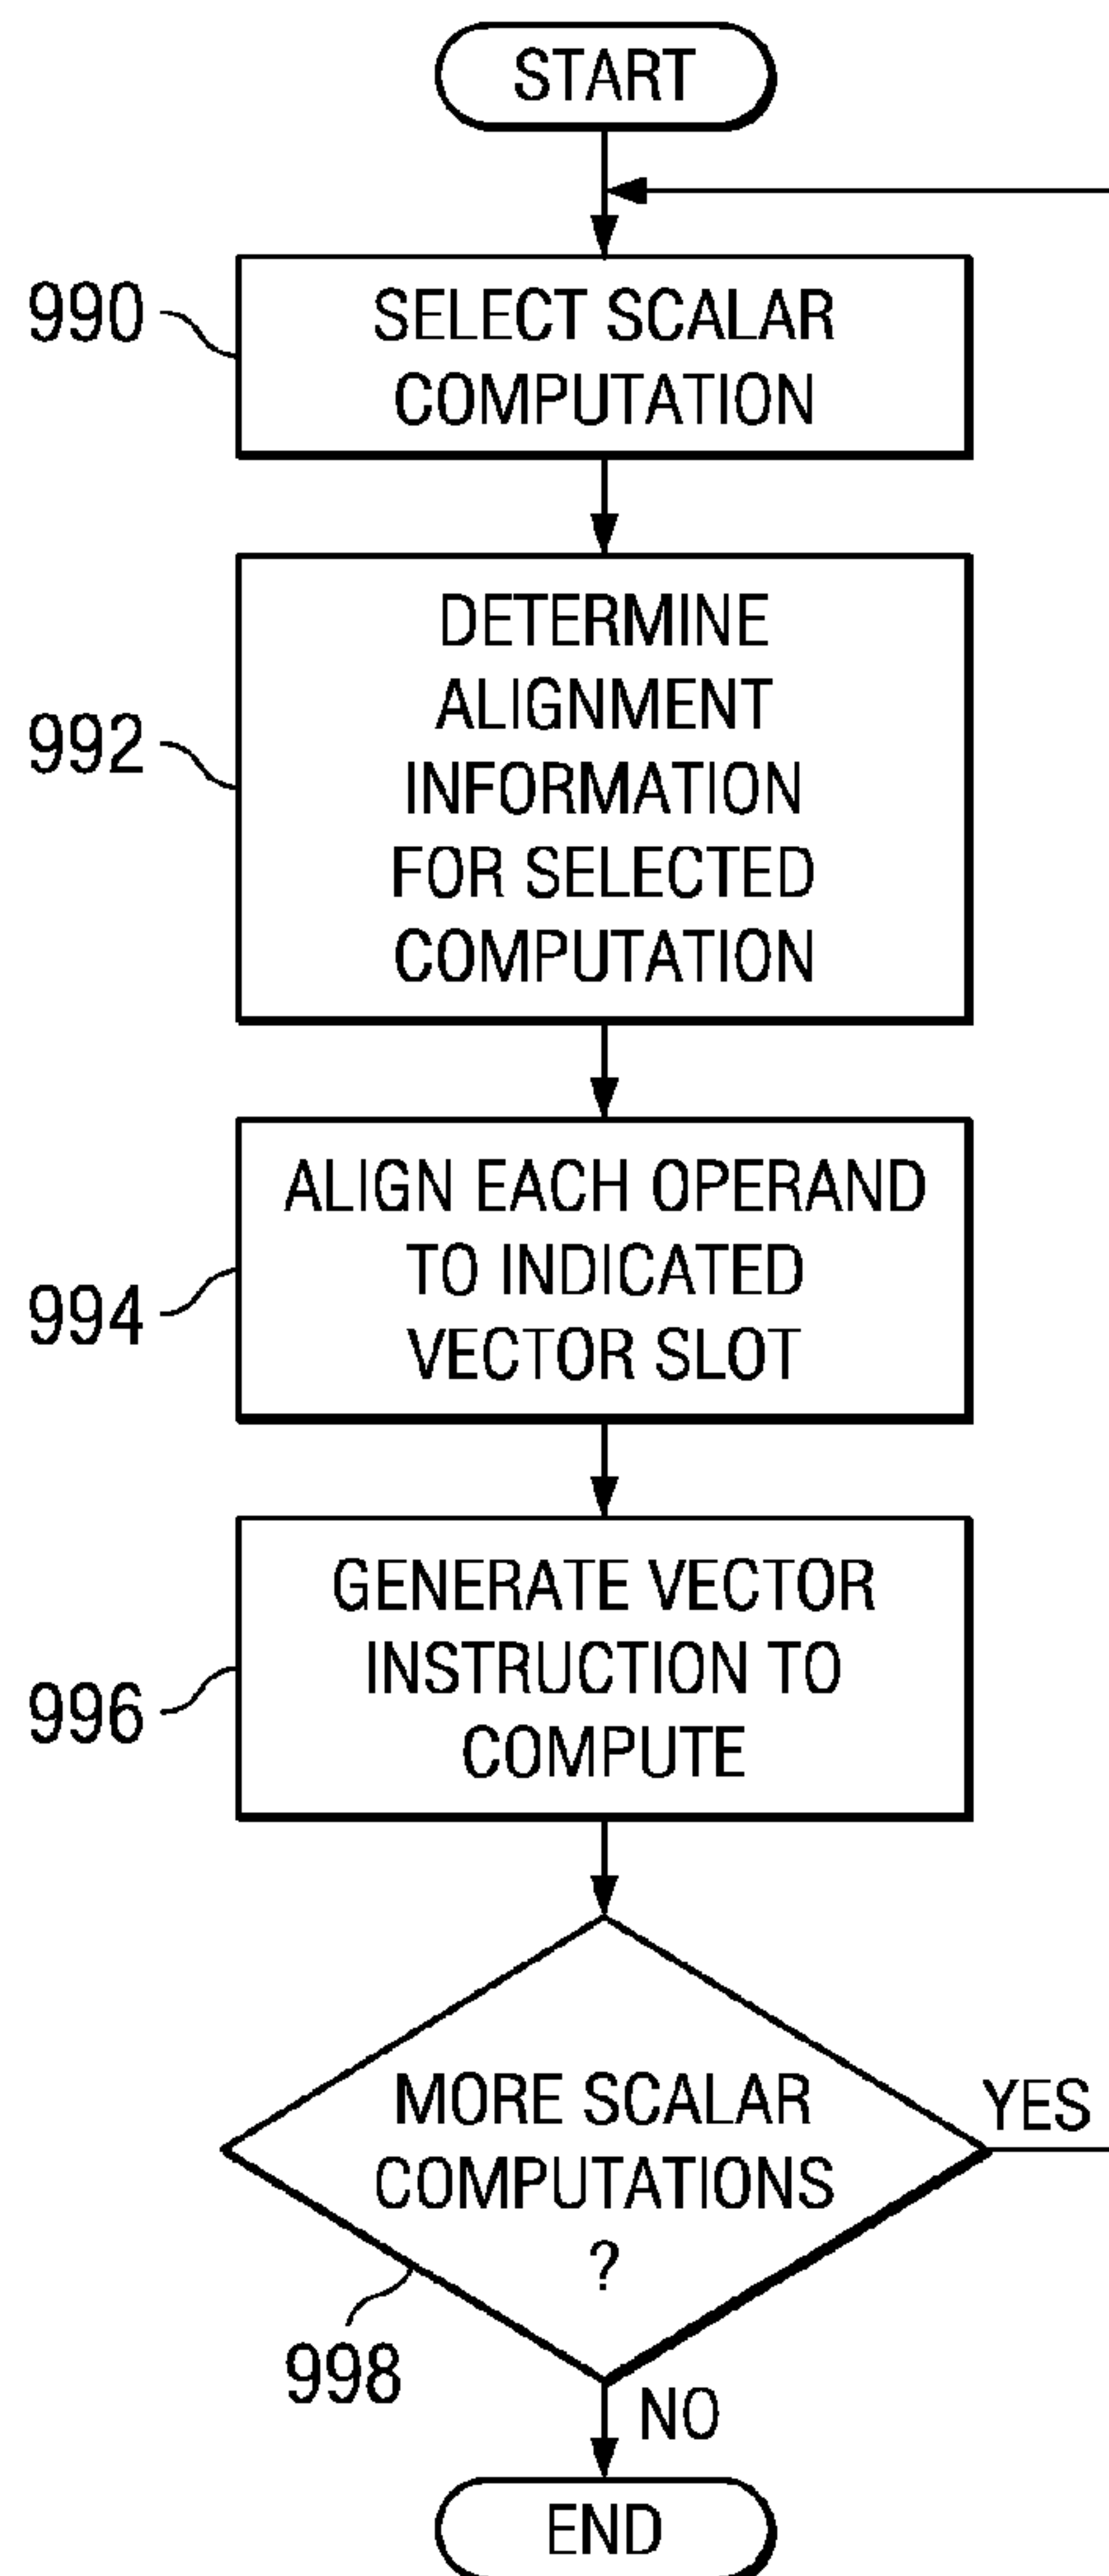 START
990
SELECT SCALAR
COMPUTATION
992
DETERMINE
ALIGNMENT
INFORMATION
FOR SELECTED
COMPUTATION
994
ALIGN EACH OPERAND
TO INDICATED
VECTOR SLOT
996
GENERATE VECTOR
INSTRUCTION TO
COMPUTE
MORE SCALAR
COMPUTATIONS
?
YES
998
NO
END